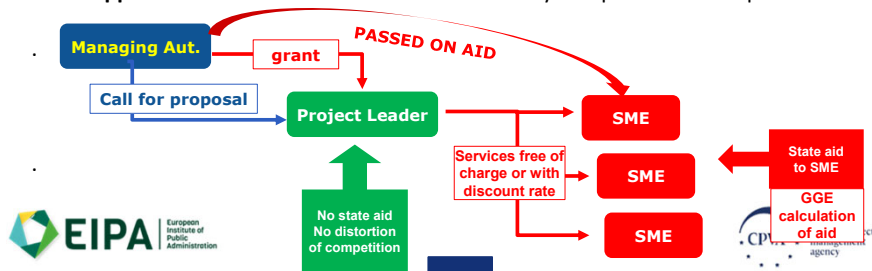 Managing Aut.
PASSED ON AID
grant
Call for proposal
Project Leader
SME
Services free of
charge or with
discount rate
SME
State aid
to SME
No state aid
No distortion
of competition
SME
GGE
calculation
of aid
EIPA
European
Institute of
Public
Administration
management
agency